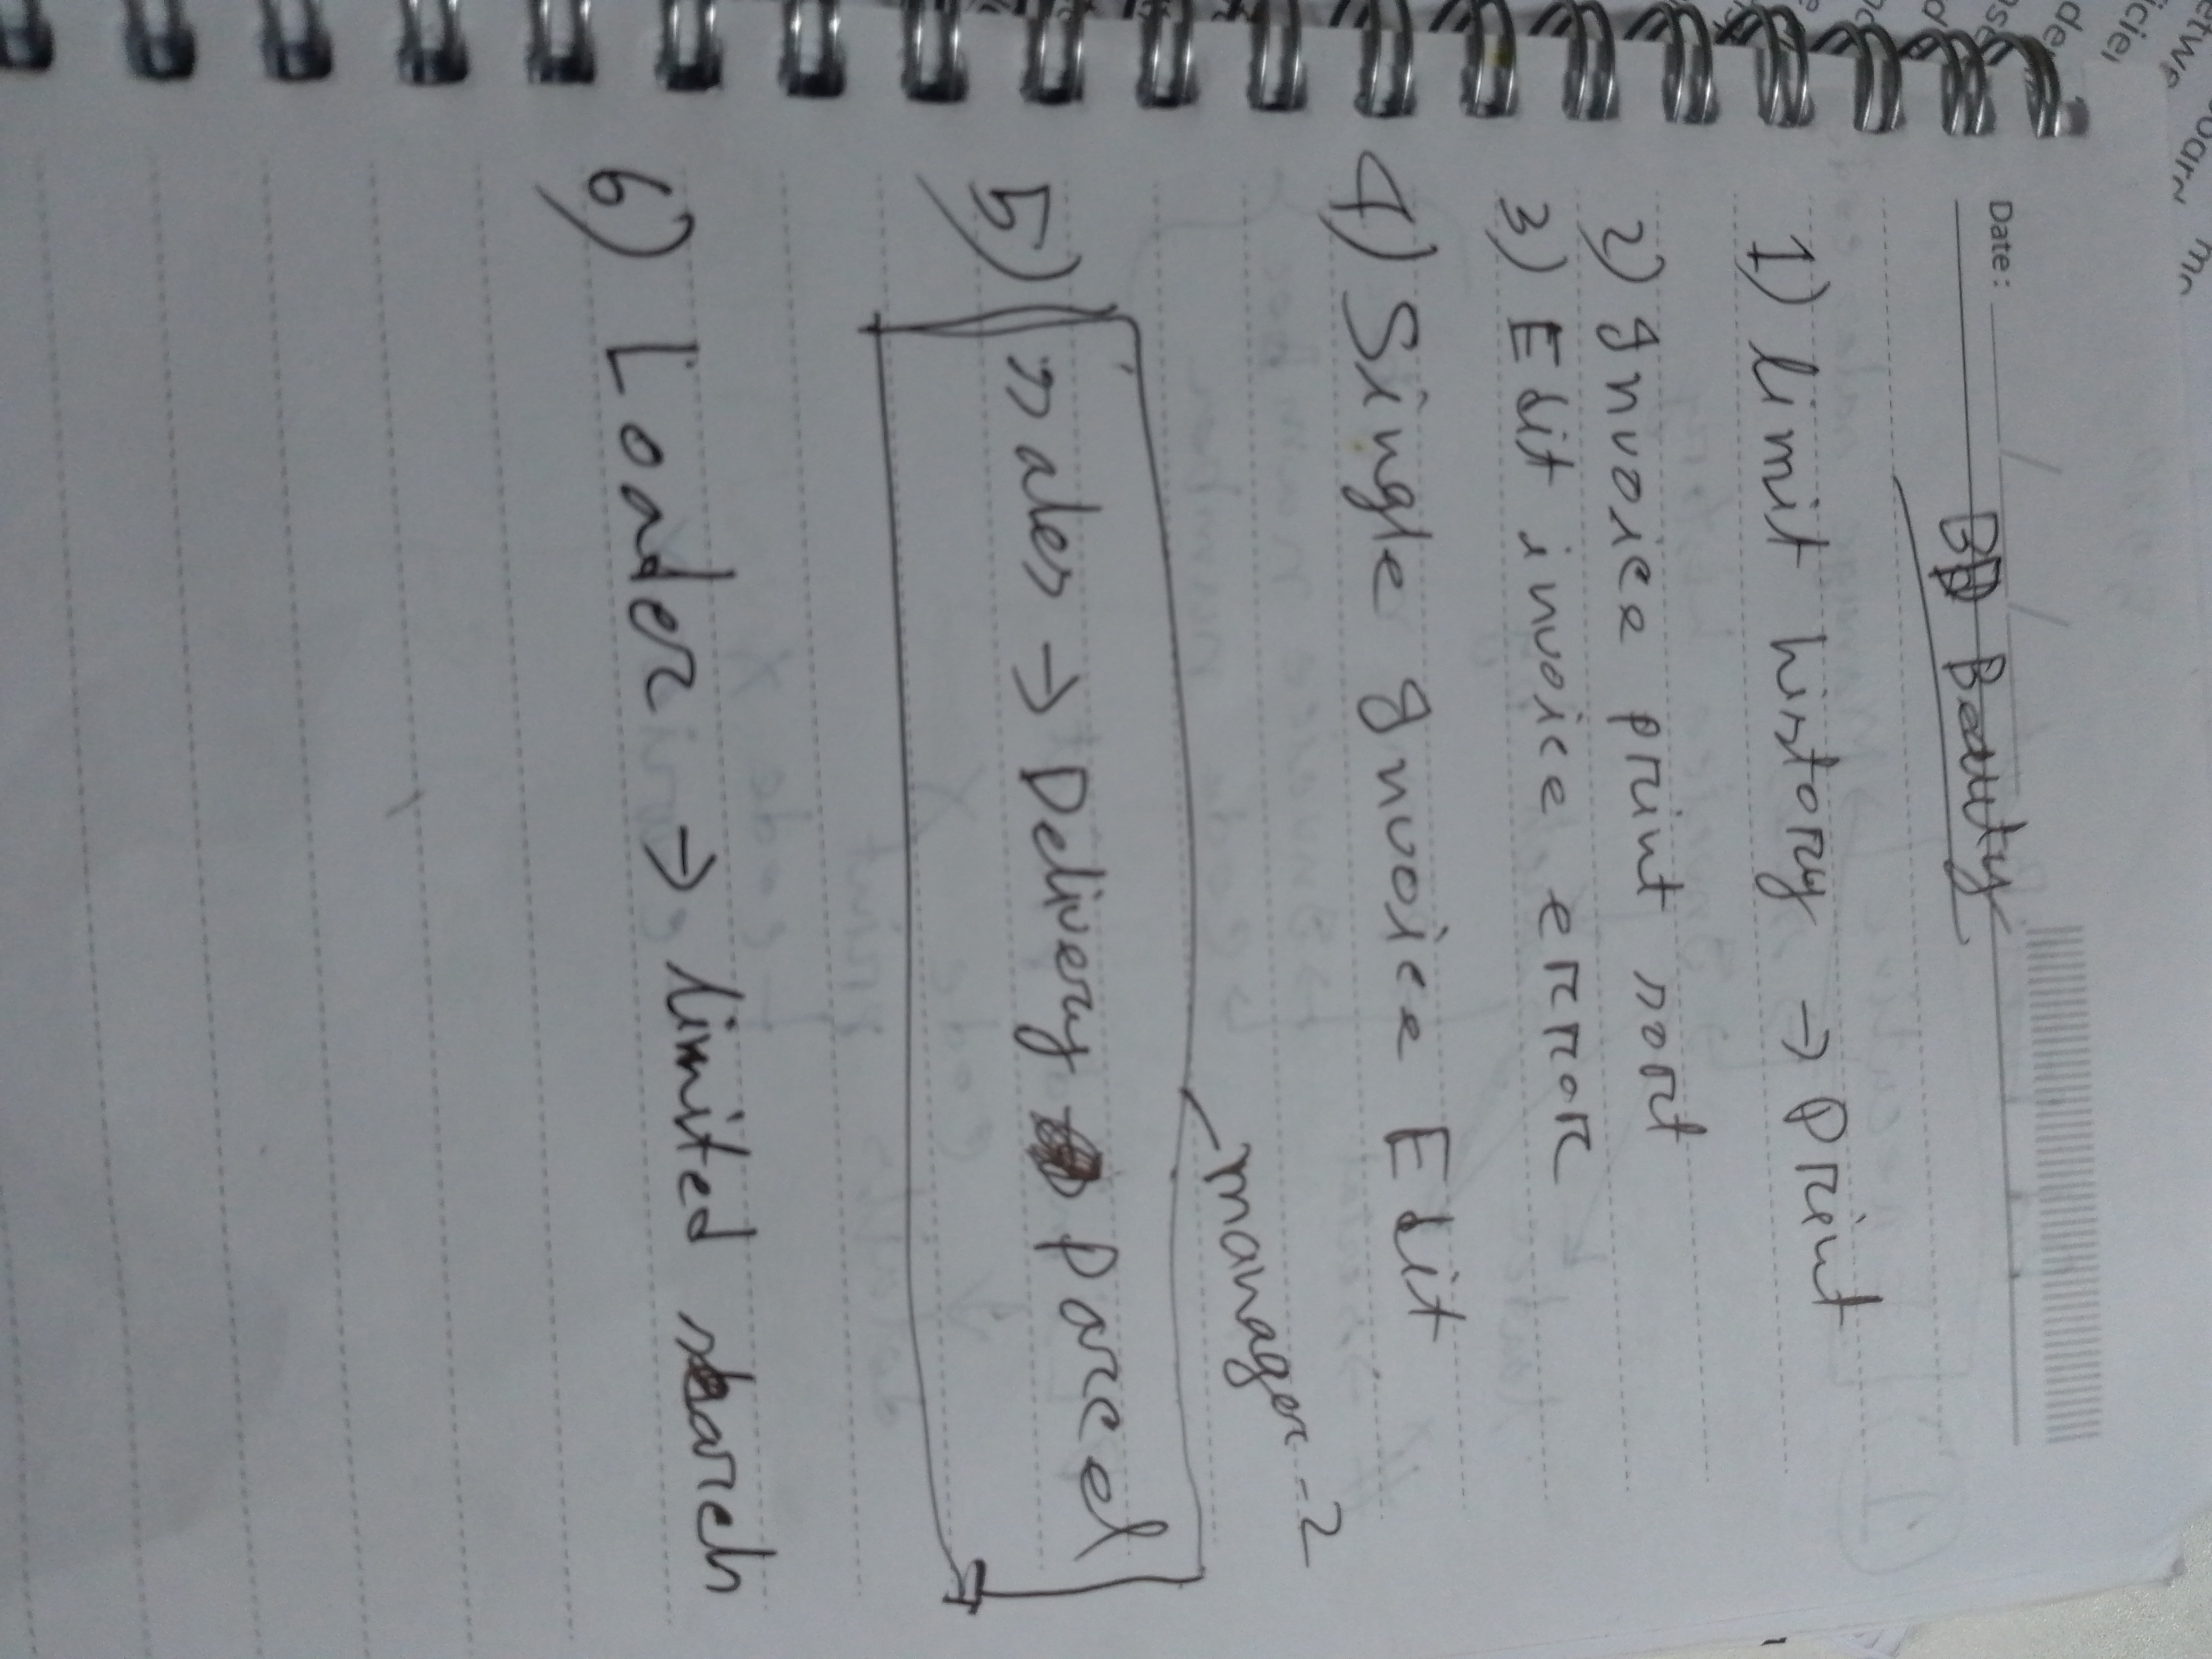 Date :
BD Beauty
1) limit history → print
2) Invoice print sort
3) Edit invoice error
4) Single Invoice Edit
manager-2
5) Sales → Delivery Parcel
6) Loader → limited search